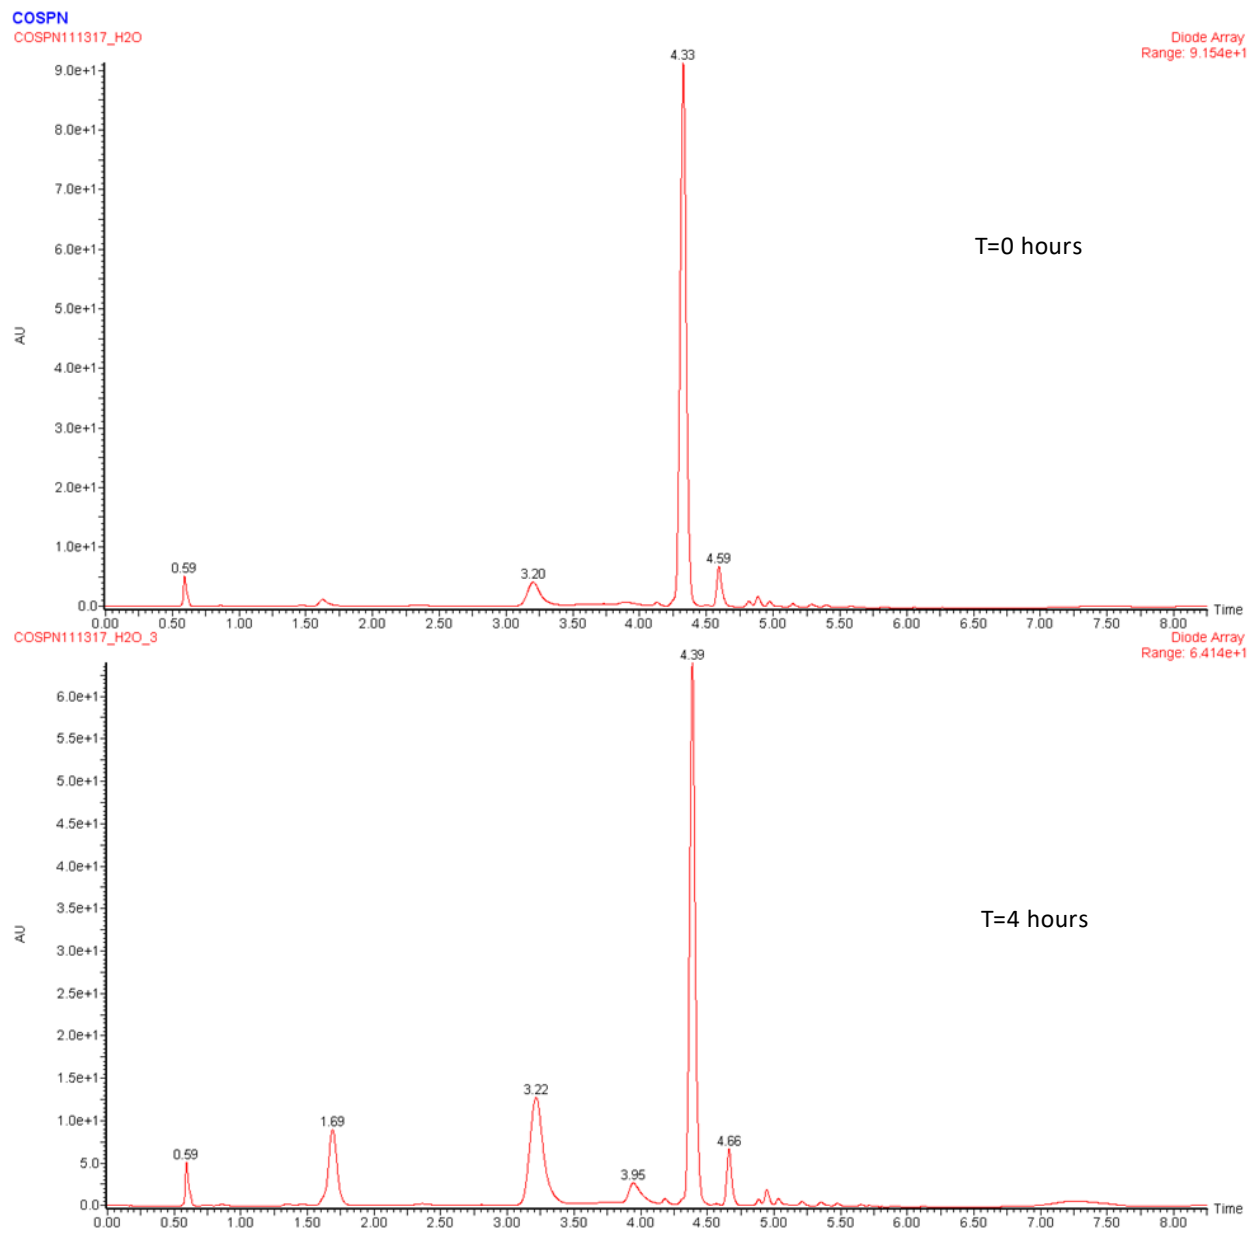 COSPN
COSPN111317_H2O
Diode Array
Range: 9.154e+1
4.33
9.0e+1
8.0e+1
7.0e+1
6.0e+1
T=0 hours
5.0e+1
AU
4.0e+1
3.0e+1
2.0e+1
1.0e+1
0.59
3.20
4.59
0.0
Time
0.00 0.50 1.00 1.50 2.00 2.50 3.00 3.50 4.00 4.50 5.00 5.50 6.00 6.50 7.00 7.50 8.00
COSPN111317_H2O_3
Diode Array
Range: 6.414e+1
4.39
6.0e+1
5.5e+1
5.0e+1
4.5e+1
4.0e+1
3.5e+1
T=4 hours
AU
3.0e+1
2.5e+1
2.0e+1
1.5e+1
3.22
1.0e+1
1.69
5.0
0.59
3.95
4.66
0.0
Time
0.00 0.50 1.00 1.50 2.00 2.50 3.00 3.50 4.00 4.50 5.00 5.50 6.00 6.50 7.00 7.50 8.00